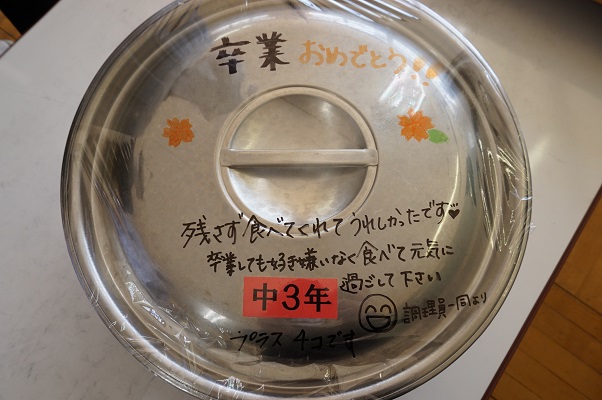 卒業 おめでとう!!
残さず食べてくれてうれしかったです♥
卒業しても好き嫌いなく食べて元気に
過ごして下さい
中3年
調理員一同より
プラス 4コです